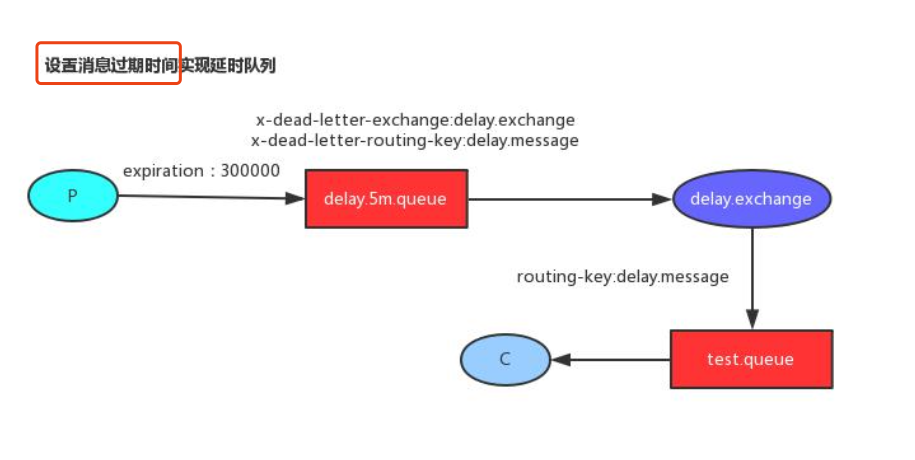 设置消息过期时间实现延时队列
x-dead-letter-exchange:delay.exchange
x-dead-letter-routing-key:delay.message
expiration：300000
P
delay.5m.queue
delay.exchange
routing-key:delay.message
C
test.queue